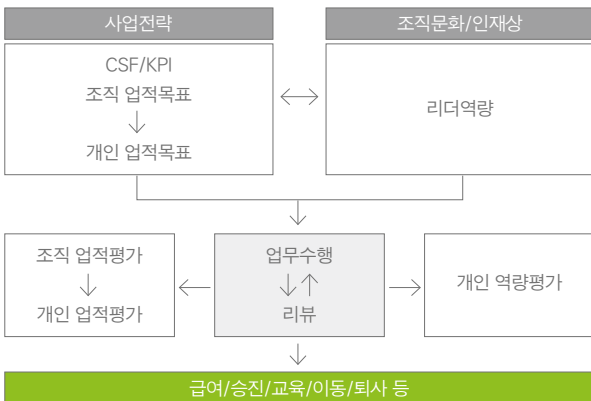 사업전략
조직문화/인재상
CSF/KPI
조직 업적목표
개인 업적목표
리더역량
조직 업적평가
개인 업적평가
업무수행
리뷰
개인 역량평가
급여/승진/교육/이동/퇴사 등